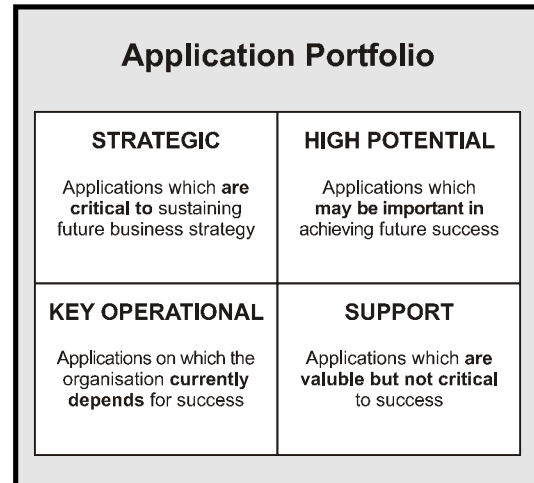 Application Portfolio
STRATEGIC
Applications which are
critical to sustaining
future business strategy
HIGH POTENTIAL
Applications which
may be important in
achieving future success
KEY OPERATIONAL
Applications on which the
organisation currently
depends for success
SUPPORT
Applications which are
valuble but not critical
to success